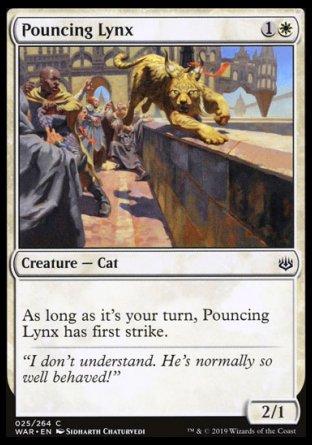 Pouncing Lynx 1
Creature — Cat
As long as it's your turn, Pouncing
Lynx has first strike.
"I don't understand. He's normally so
well behaved!"
2/1
025/264 C
WAR • EN Sidharth Chaturvedi
™ & © 2019 Wizards of the Coast